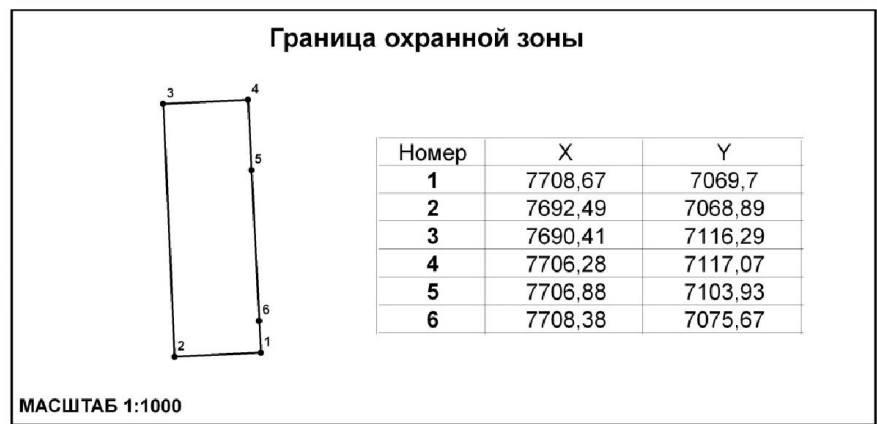 Граница охранной зоны
3
4
5
6
2
1
Номер X Y
1 7708,67 7069,7
2 7692,49 7068,89
3 7690,41 7116,29
4 7706,28 7117,07
5 7706,88 7103,93
6 7708,38 7075,67
МАСШТАБ 1:1000